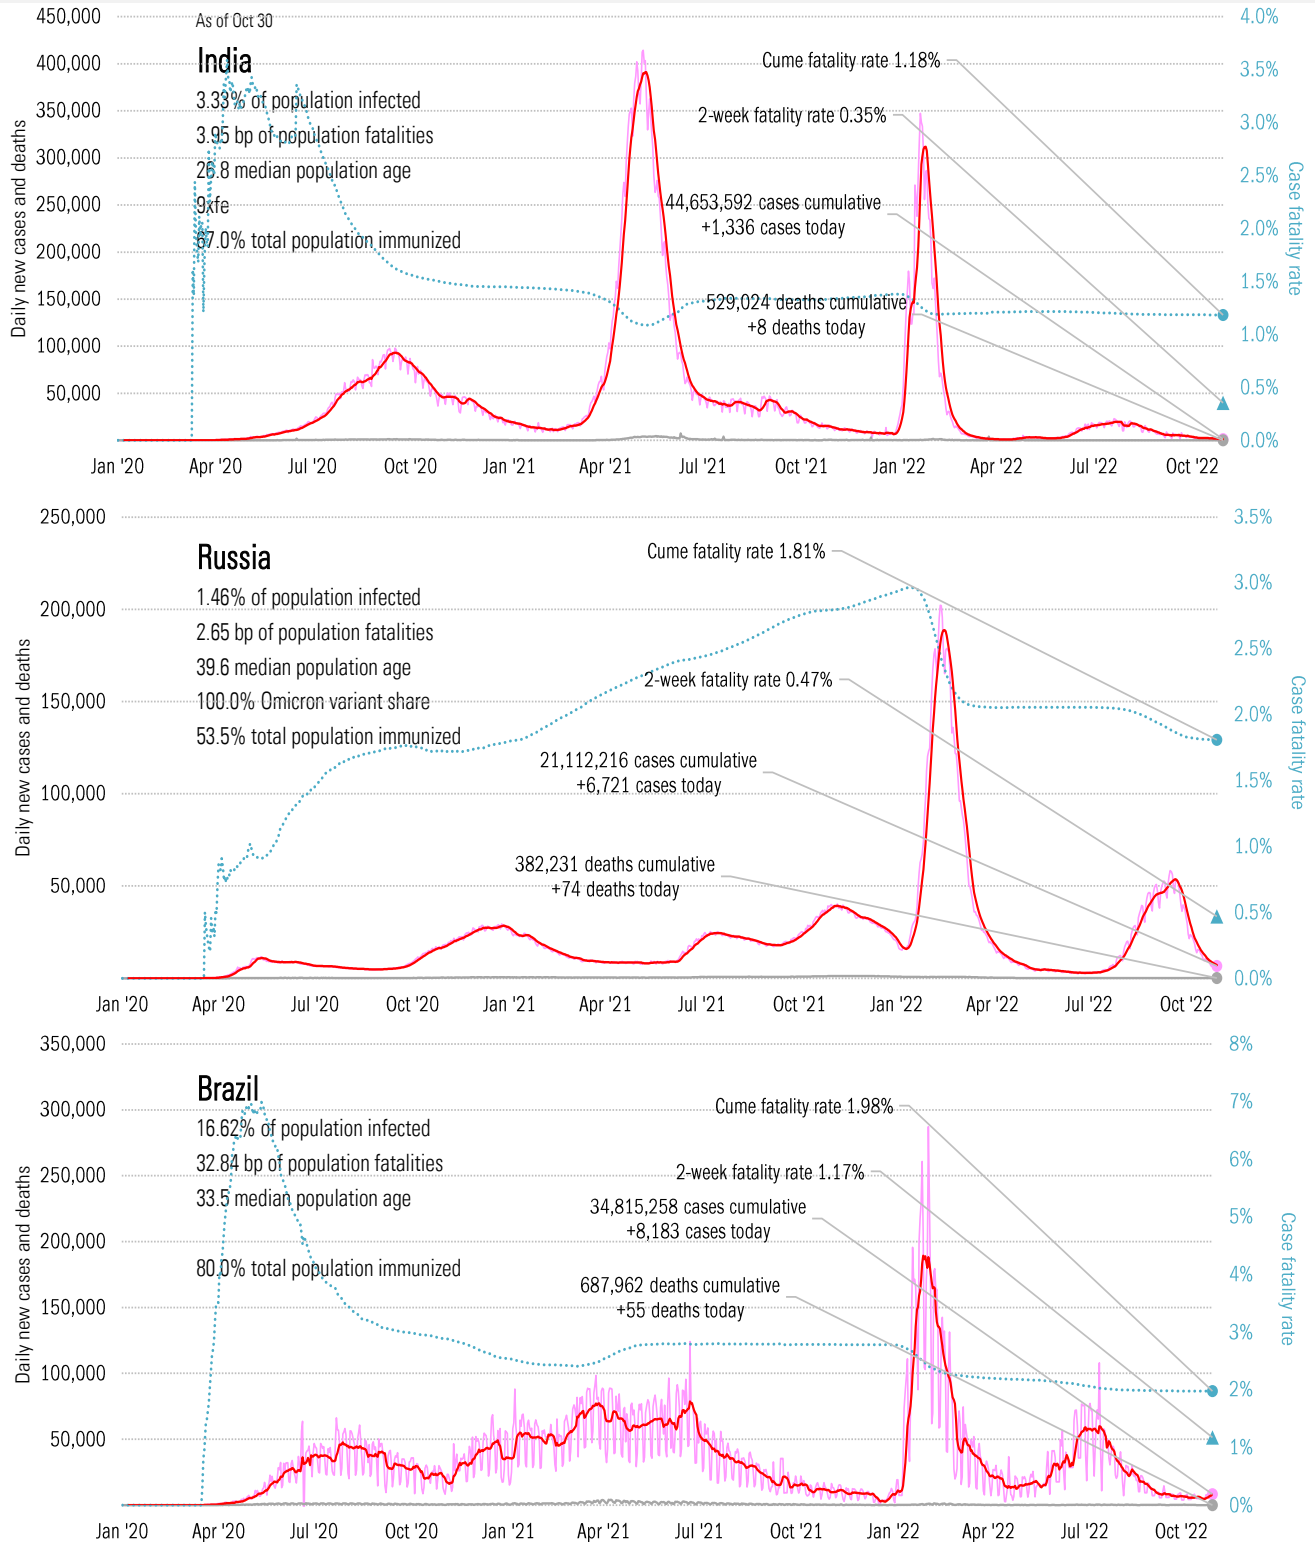 As of Oct 30
India
3.33% of population infected
3.95 bp of population fatalities
26.8 median population age
9xfe
67.0% total population immunized
Cume fatality rate 1.18%
2-week fatality rate 0.35%
44,653,592 cases cumulative
+1,336 cases today
529,024 deaths cumulative
+8 deaths today
Daily new cases and deaths
450,000
400,000
350,000
300,000
250,000
200,000
150,000
100,000
50,000
4.0%
3.5%
3.0%
2.5%
2.0%
1.5%
1.0%
0.5%
0.0%
Case fatality rate
Jan '20 Apr '20 Jul '20 Oct '20 Jan '21 Apr '21 Jul '21 Oct '21 Jan '22 Apr '22 Jul '22 Oct '22
Russia
1.46% of population infected
2.65 bp of population fatalities
39.6 median population age
100.0% Omicron variant share
53.5% total population immunized
Cume fatality rate 1.81%
2-week fatality rate 0.47%
21,112,216 cases cumulative
+6,721 cases today
382,231 deaths cumulative
+74 deaths today
Daily new cases and deaths
250,000
200,000
150,000
100,000
50,000
3.5%
3.0%
2.5%
2.0%
1.5%
1.0%
0.5%
0.0%
Case fatality rate
Jan '20 Apr '20 Jul '20 Oct '20 Jan '21 Apr '21 Jul '21 Oct '21 Jan '22 Apr '22 Jul '22 Oct '22
Brazil
16.62% of population infected
32.84 bp of population fatalities
33.5 median population age
80.0% total population immunized
Cume fatality rate 1.98%
2-week fatality rate 1.17%
34,815,258 cases cumulative
+8,183 cases today
687,962 deaths cumulative
+55 deaths today
Daily new cases and deaths
350,000
300,000
250,000
200,000
150,000
100,000
50,000
8%
7%
6%
5%
4%
3%
2%
1%
0%
Case fatality rate
Jan '20 Apr '20 Jul '20 Oct '20 Jan '21 Apr '21 Jul '21 Oct '21 Jan '22 Apr '22 Jul '22 Oct '22